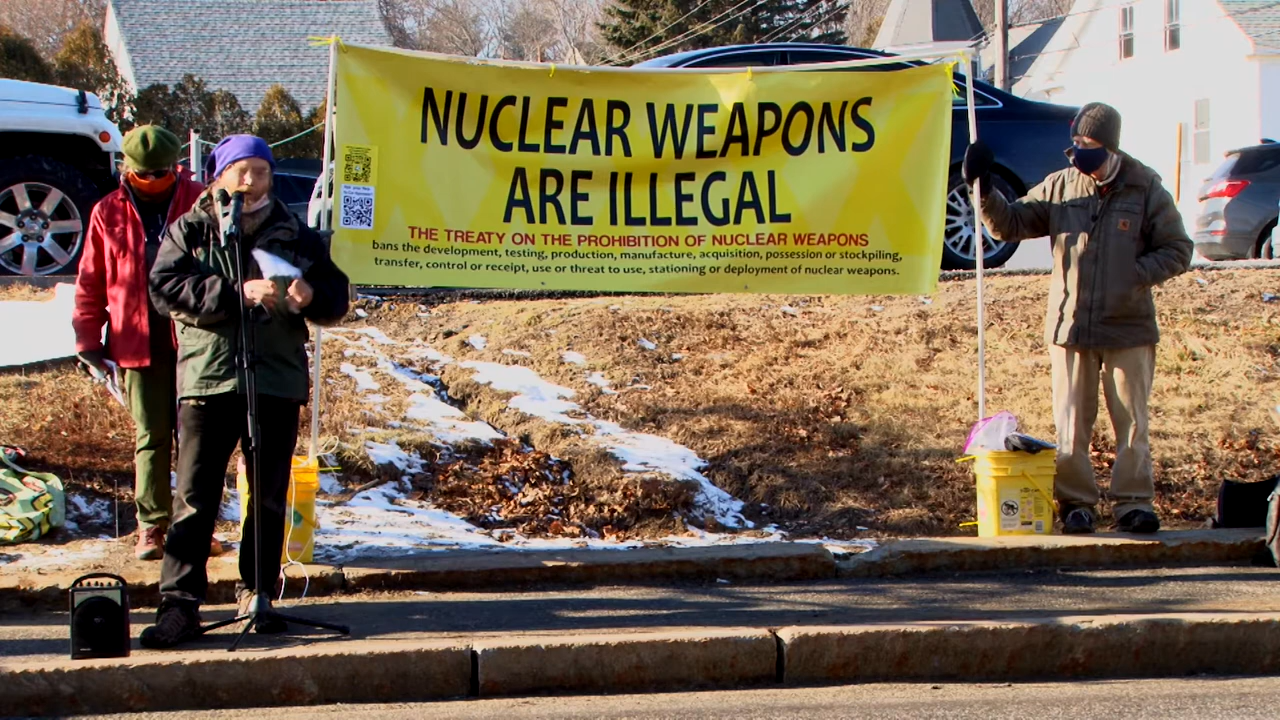 NUCLEAR WEAPONS
ARE ILLEGAL
THE TREATY ON THE PROHIBITION OF NUCLEAR WEAPONS
bans the development, testing, production, manufacture, acquisition, possession or stockpiling,
transfer, control or receipt, use or threat to use, stationing or deployment of nuclear weapons.